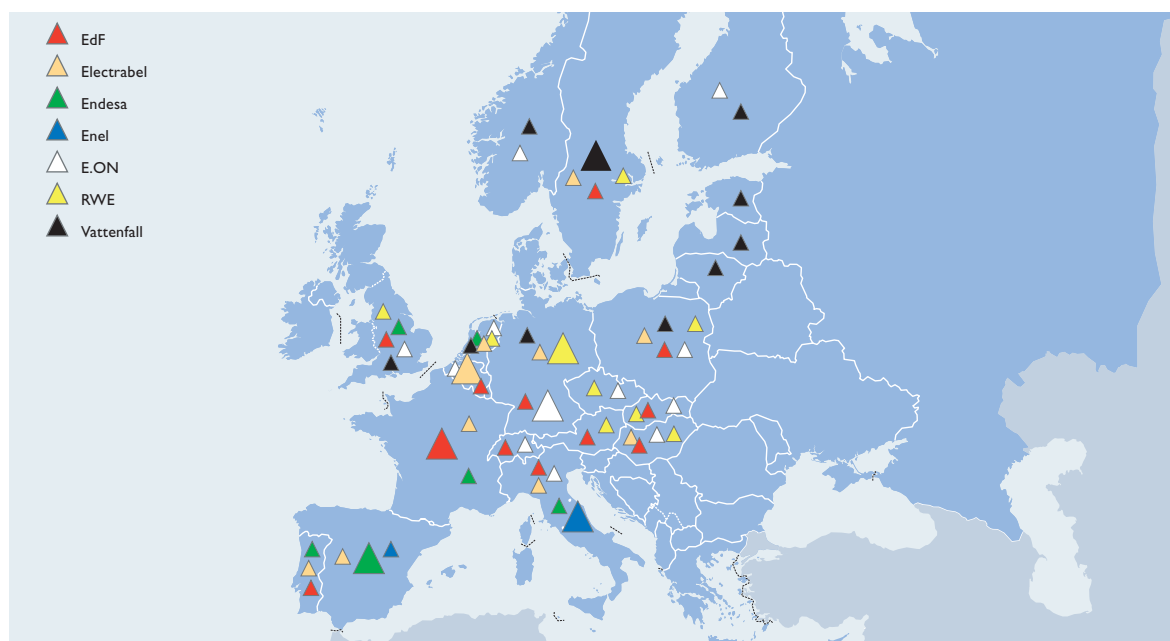 EdF
Electrabel
Endesa
Enel
E.ON
RWE
Vattenfall